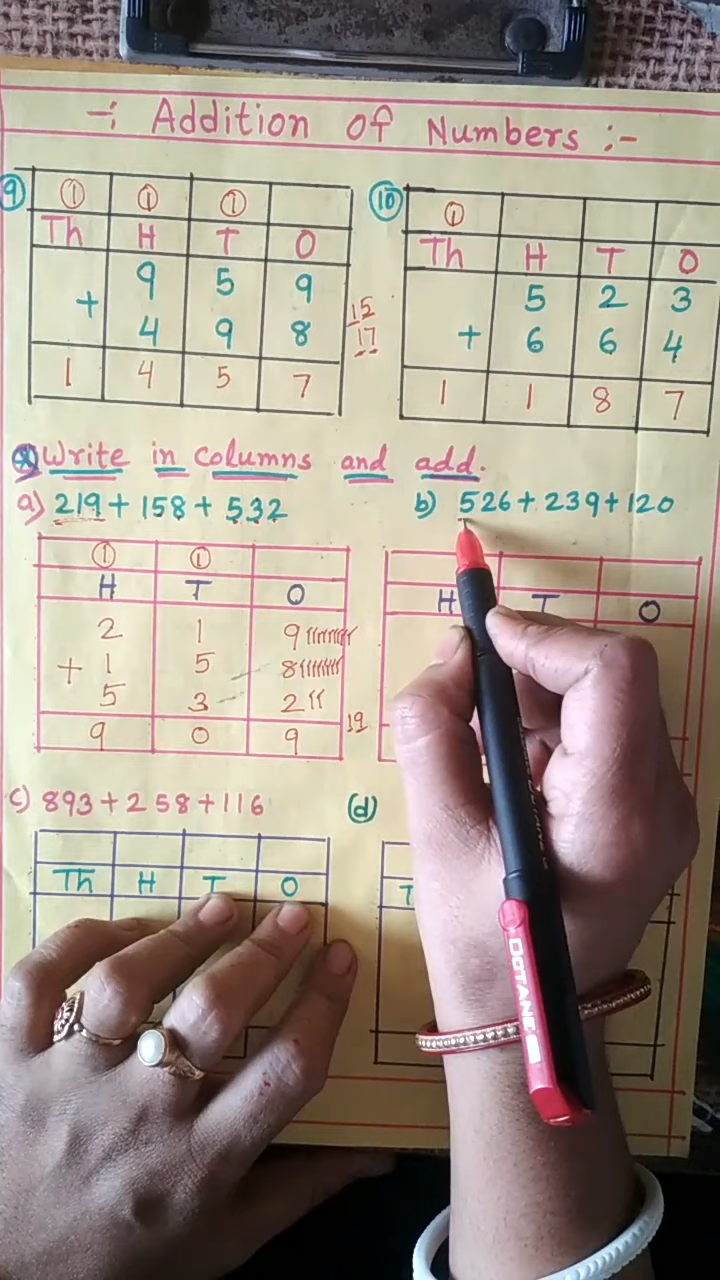 -: Addition of Numbers :-
9
1 1 1
Th H T O
9 5 9
+ 4 9 8
1 4 5 7
15
17
10
1
Th H T O
5 2 3
+ 6 6 4
1 1 8 7
Write in columns and add.
a) 219 + 158 + 532
1 1
H T O
2 1 9
+ 1 5 8
5 3 2
9 0 9
19
b) 526 + 239 + 120
H T O
c) 893 + 258 + 116
Th H T O
(d)
T
DOTANE